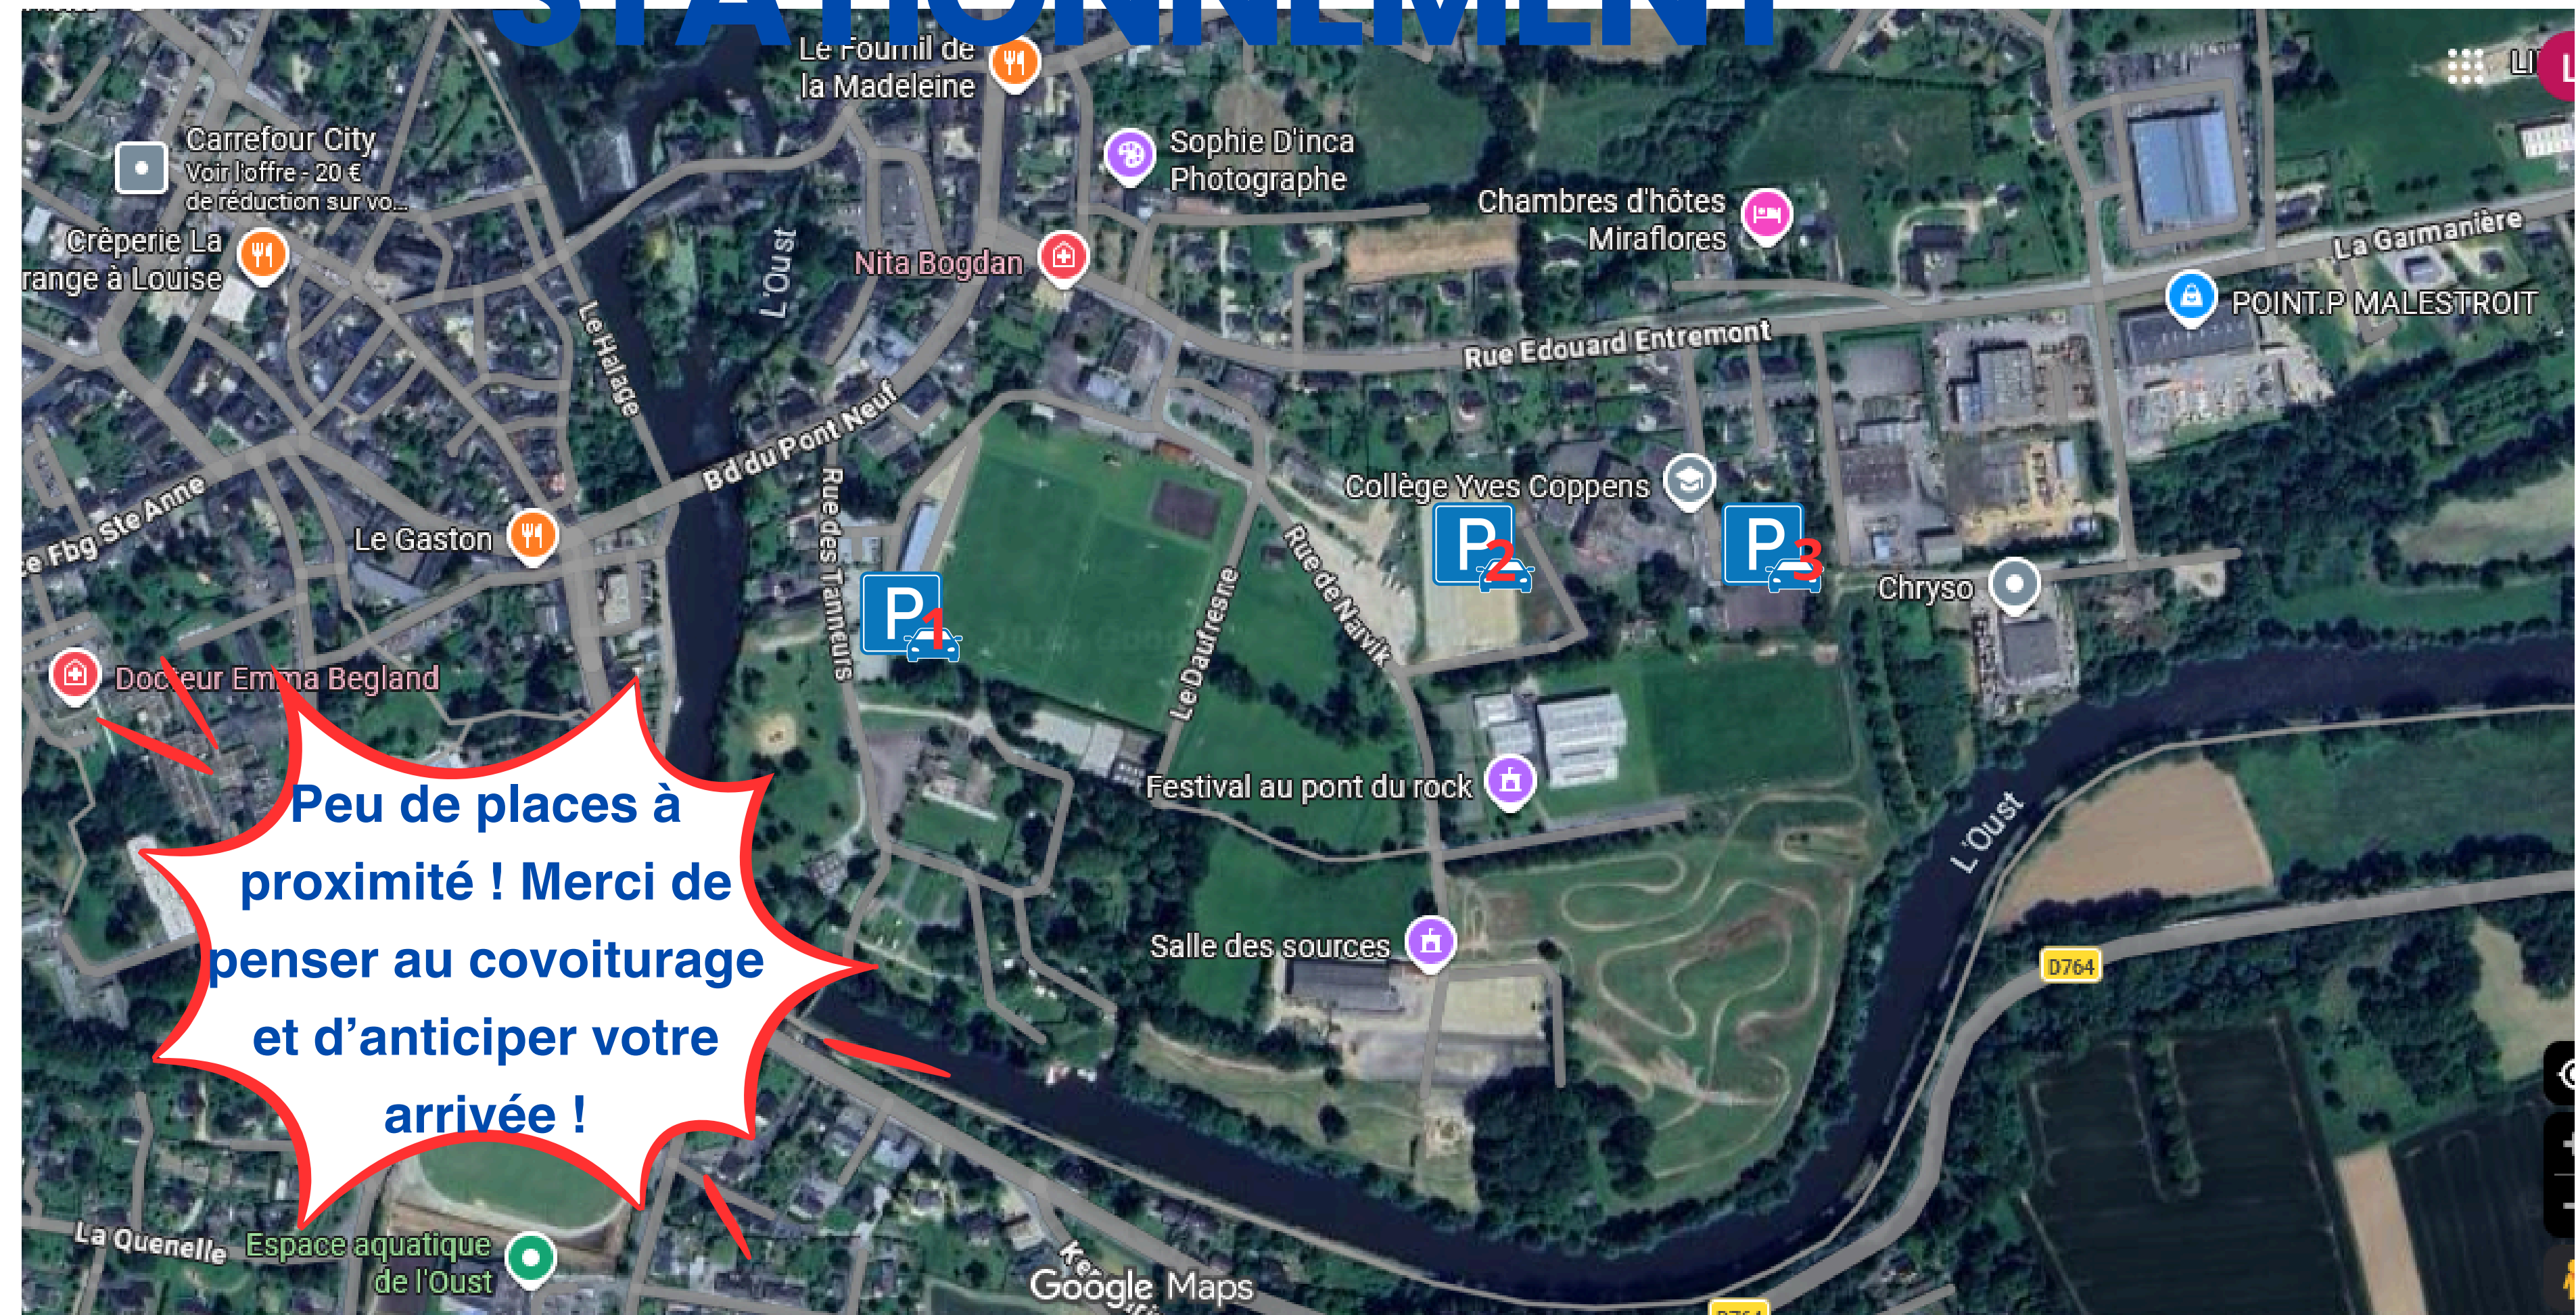 STATIONNEMENT
Le Fournil de
la Madeleine
Carrefour City
Voir l'offre - 20 €
de réduction sur vo...
Sophie D'inca
Photographe
Chambres d'hôtes
Miraflores
Crêperie La
range à Louise
L'Oust
Nita Bogdan
La Garmanière
POINT.P MALESTROIT
Le Halage
Rue Edouard Entremont
Bd du Pont Neuf
Fbg Ste Anne
Le Gaston
Rue des Tanneurs
Collège Yves Coppens
P 1
P 2
P 3
Rue de Narvik
Le Daufresne
Chryso
Docteur Emma Begland
Peu de places à
proximité ! Merci de
penser au covoiturage
et d’anticiper votre
arrivée !
Festival au pont du rock
L'Oust
Salle des sources
D764
La Quenelle
Espace aquatique
de l'Oust
Google Maps
D764